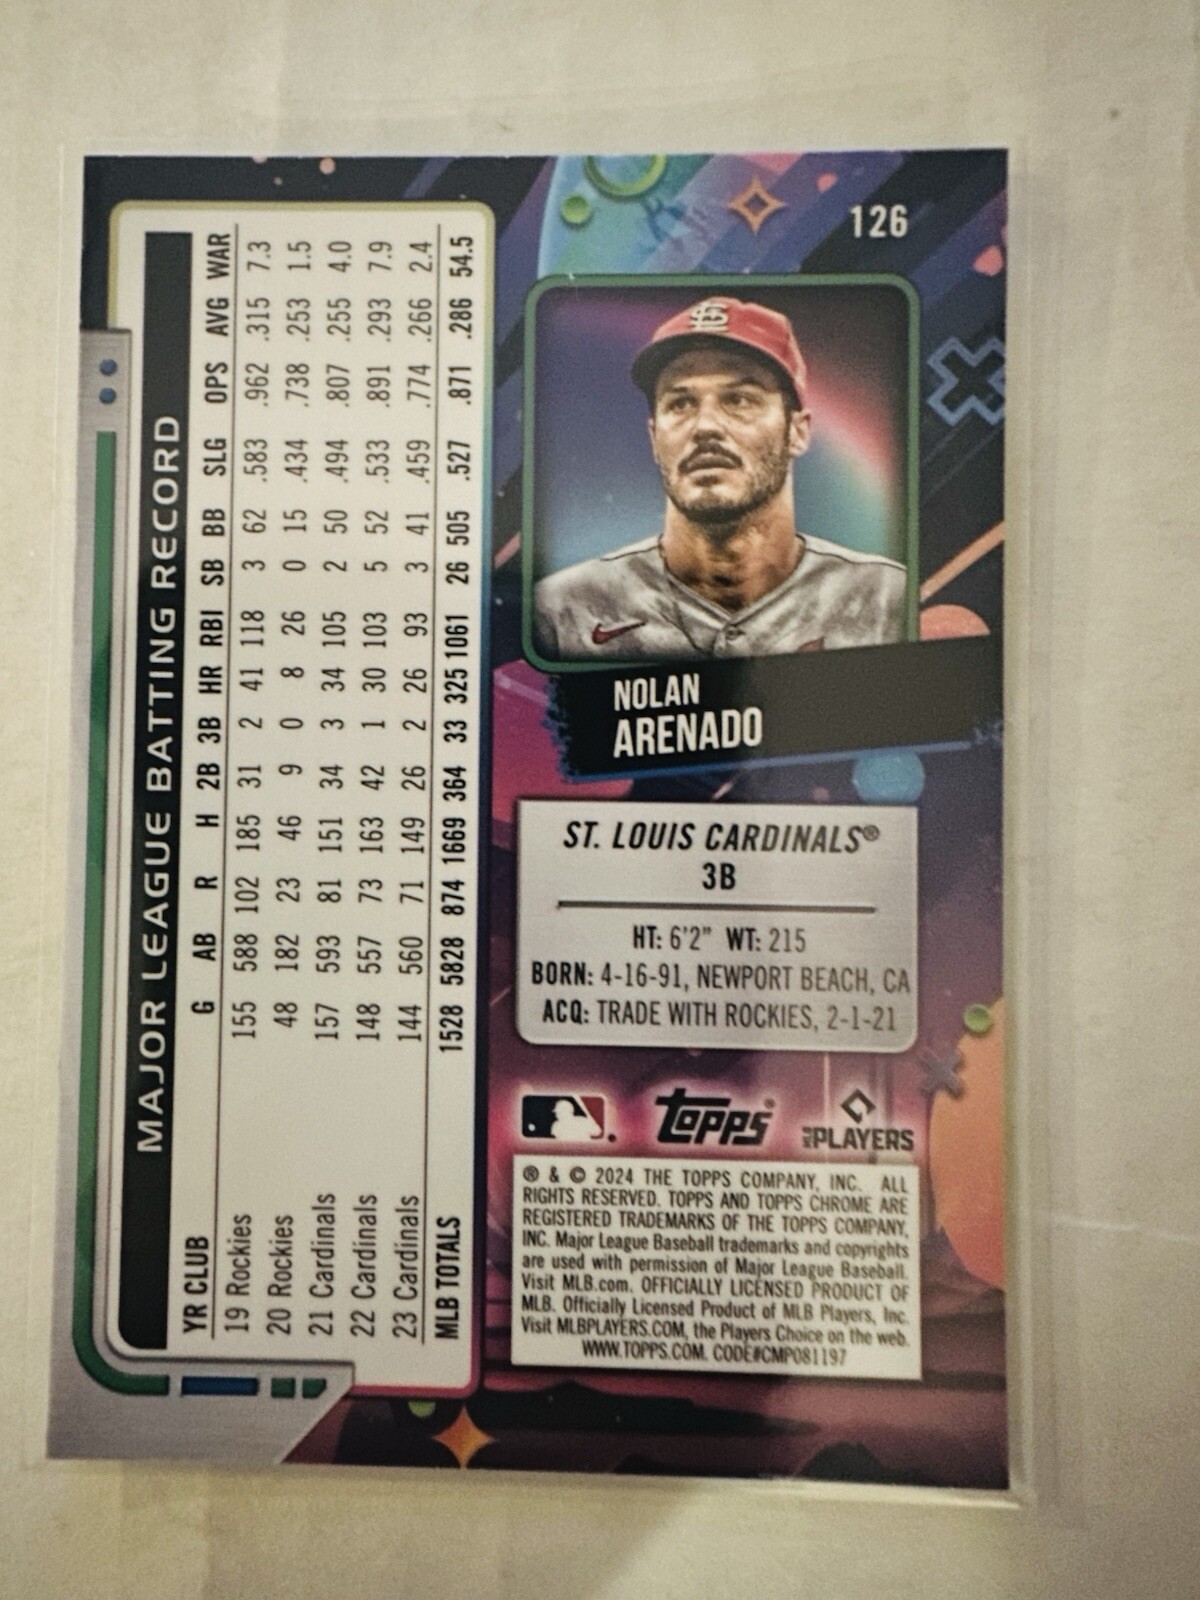 126
NOLAN
ARENADO
ST. LOUIS CARDINALS®
3B
HT: 6'2" WT: 215
BORN: 4-16-91, NEWPORT BEACH, CA
ACQ: TRADE WITH ROCKIES, 2-1-21
Topps®
PLAYERS
® & © 2024 THE TOPPS COMPANY, INC. ALL
RIGHTS RESERVED. TOPPS AND TOPPS CHROME ARE
REGISTERED TRADEMARKS OF THE TOPPS COMPANY,
INC. Major League Baseball trademarks and copyrights
are used with permission of Major League Baseball.
Visit MLB.com. OFFICIALLY LICENSED PRODUCT OF
MLB. Officially Licensed Product of MLB Players, Inc.
Visit MLBPLAYERS.COM, the Players Choice on the web.
WWW.TOPPS.COM. CODE#CMP081197
MAJOR LEAGUE BATTING RECORD
YR CLUB G AB R H 2B 3B HR RBI SB BB SLG OPS AVG WAR
19 Rockies 155 588 102 185 31 2 41 118 3 62 .583 .962 .315 7.3
20 Rockies 48 182 23 46 9 0 8 26 0 15 .434 .738 .253 1.5
21 Cardinals 157 593 81 151 34 3 34 105 2 50 .494 .807 .255 4.0
22 Cardinals 148 557 73 163 42 1 30 103 5 52 .533 .891 .293 7.9
23 Cardinals 144 560 71 149 26 2 26 93 3 41 .459 .774 .266 2.4
MLB TOTALS 1528 5828 874 1669 364 33 325 1061 26 505 .527 .871 .286 54.5